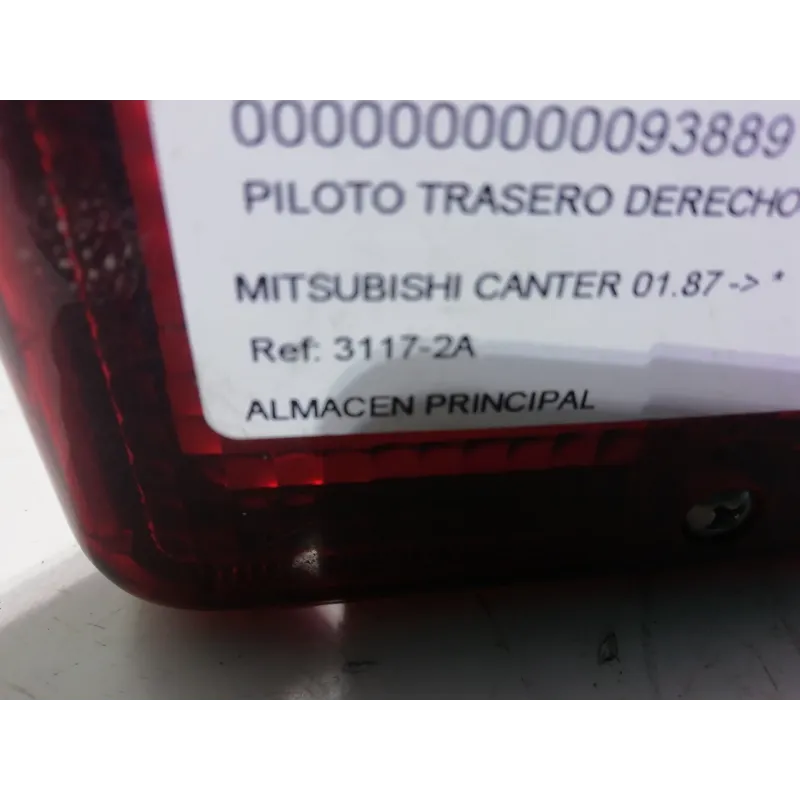 0000000000093889
PILOTO TRASERO DERECHO
MITSUBISHI CANTER 01.87 -> *
Ref: 3117-2A
ALMACEN PRINCIPAL